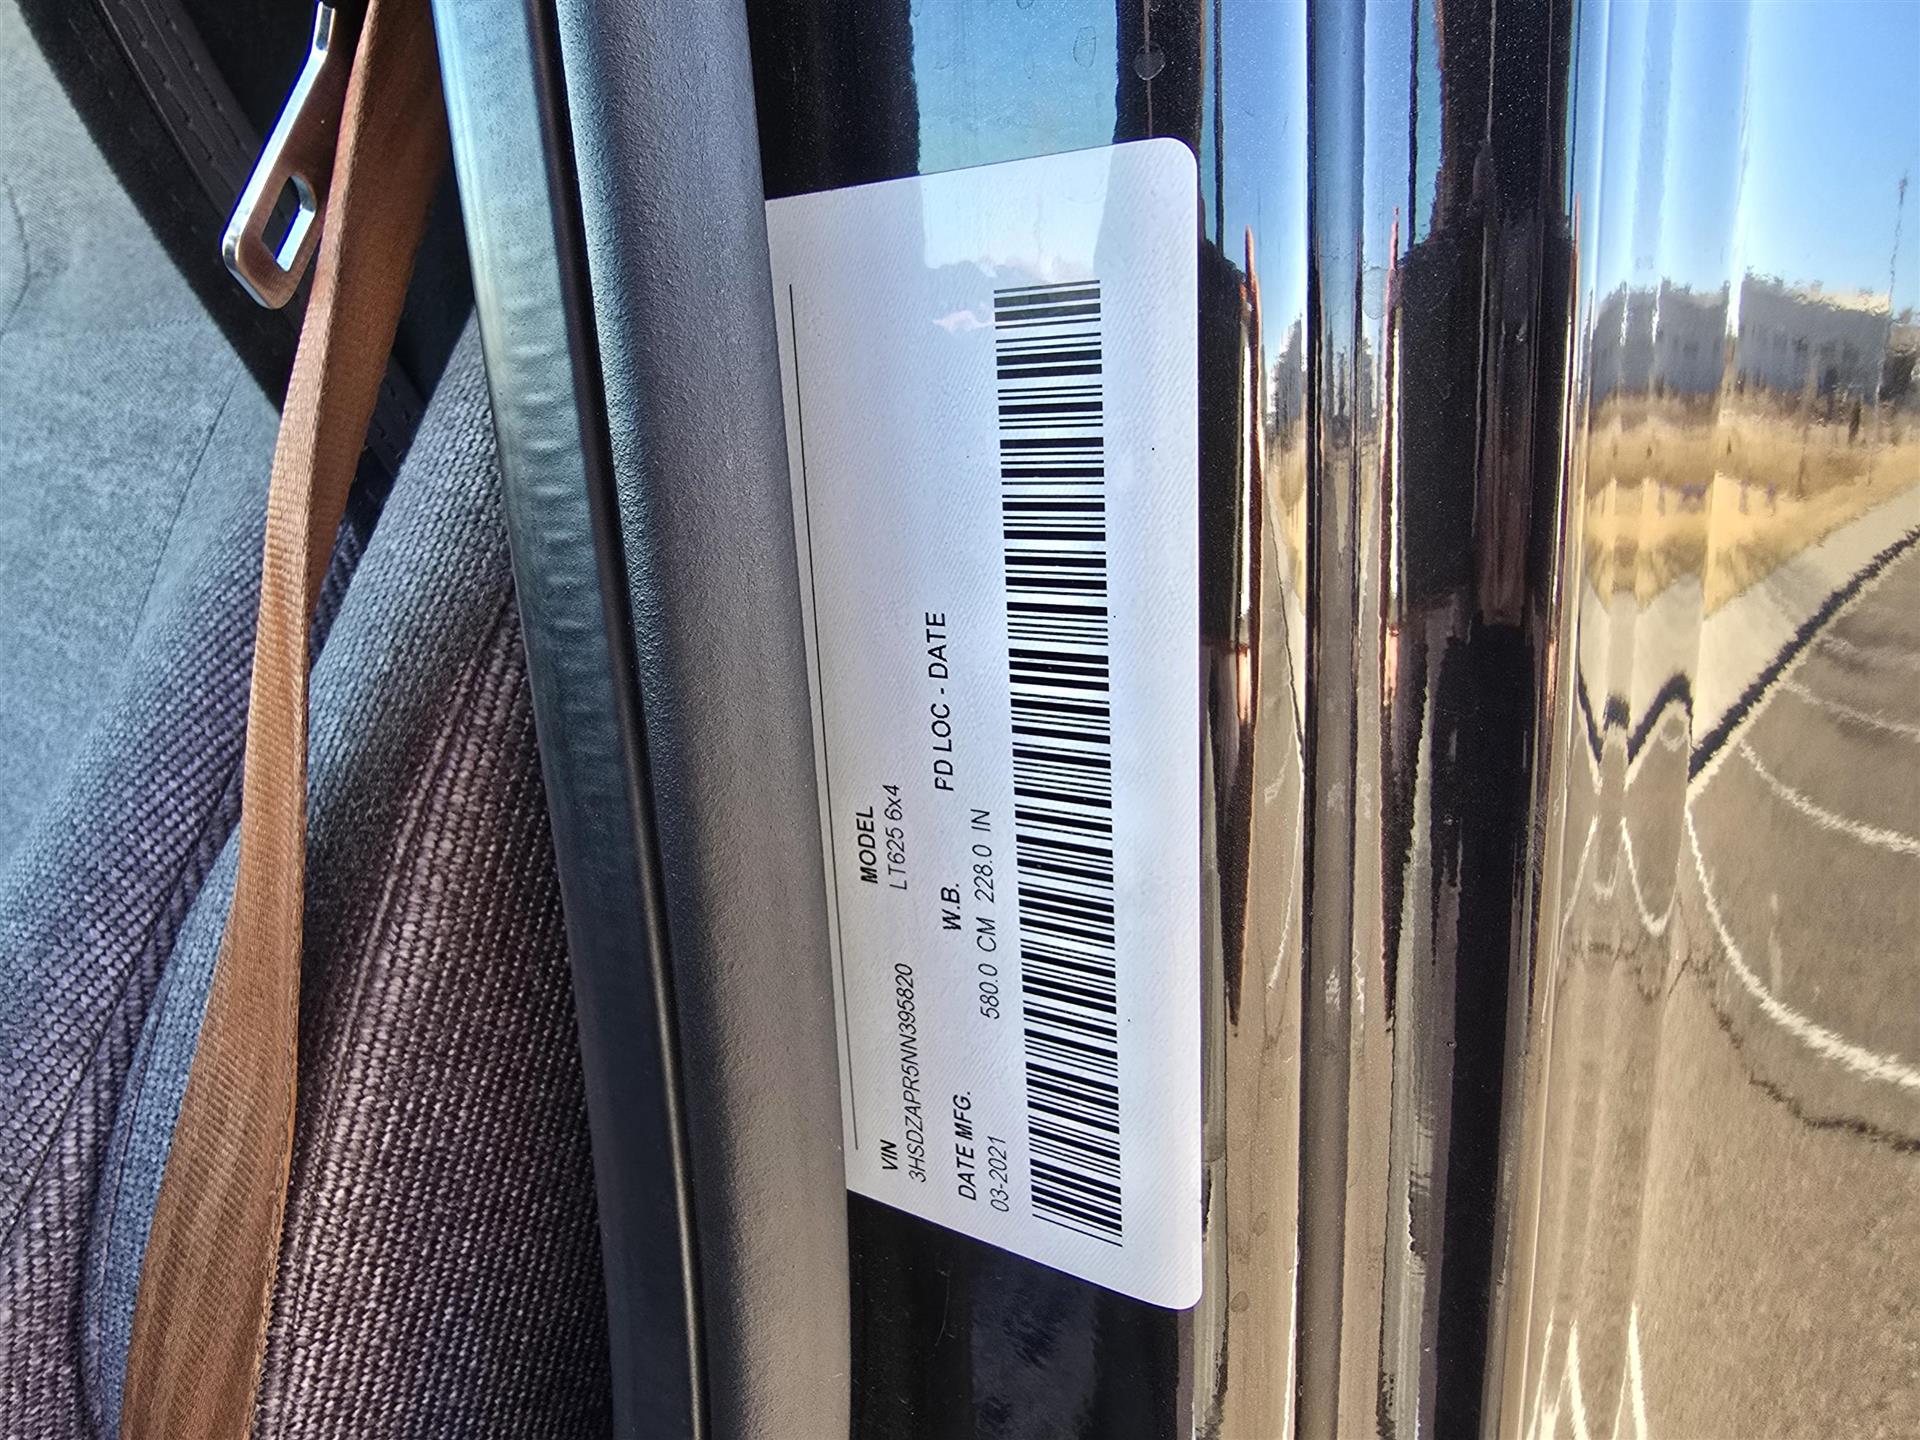 VIN MODEL
3HSDZAPR5NN395820 LT625 6x4
DATE MFG. W.B. PD LOC - DATE
03-2021 580.0 CM 228.0 IN